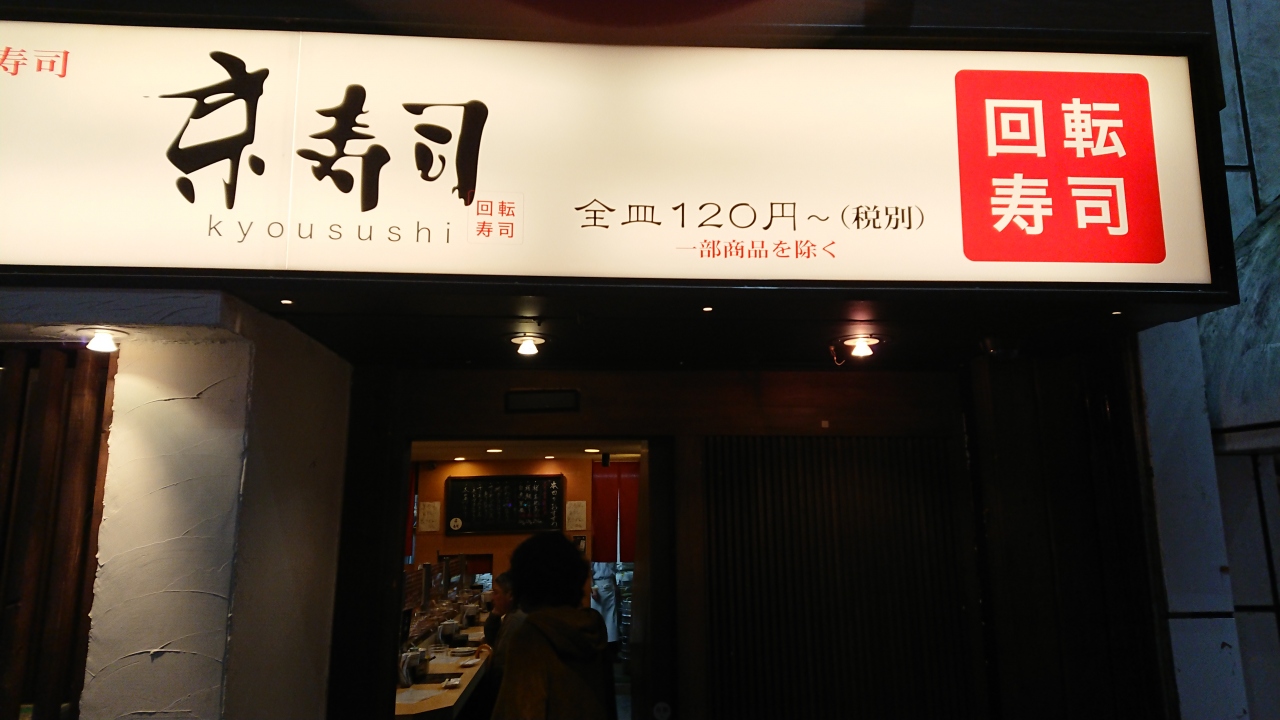 寿司
京寿司
kyousushi
回転
寿司
全皿120円～(税別)
一部商品を除く
回転
寿司